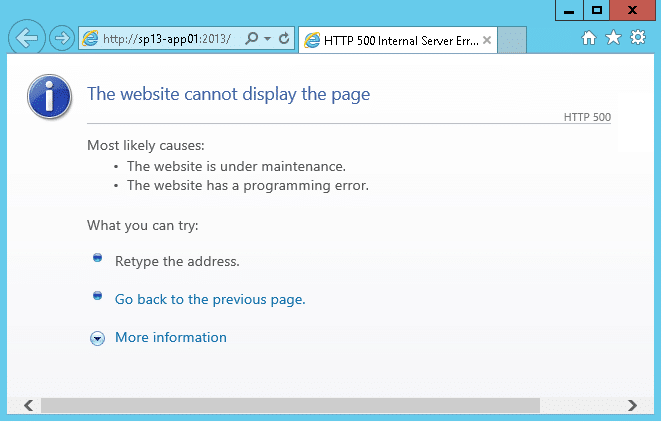 http://sp13-app01:2013/
HTTP 500 Internal Server Err...
The website cannot display the page
HTTP 500
Most likely causes:
• The website is under maintenance.
• The website has a programming error.
What you can try:
Retype the address.
Go back to the previous page.
More information